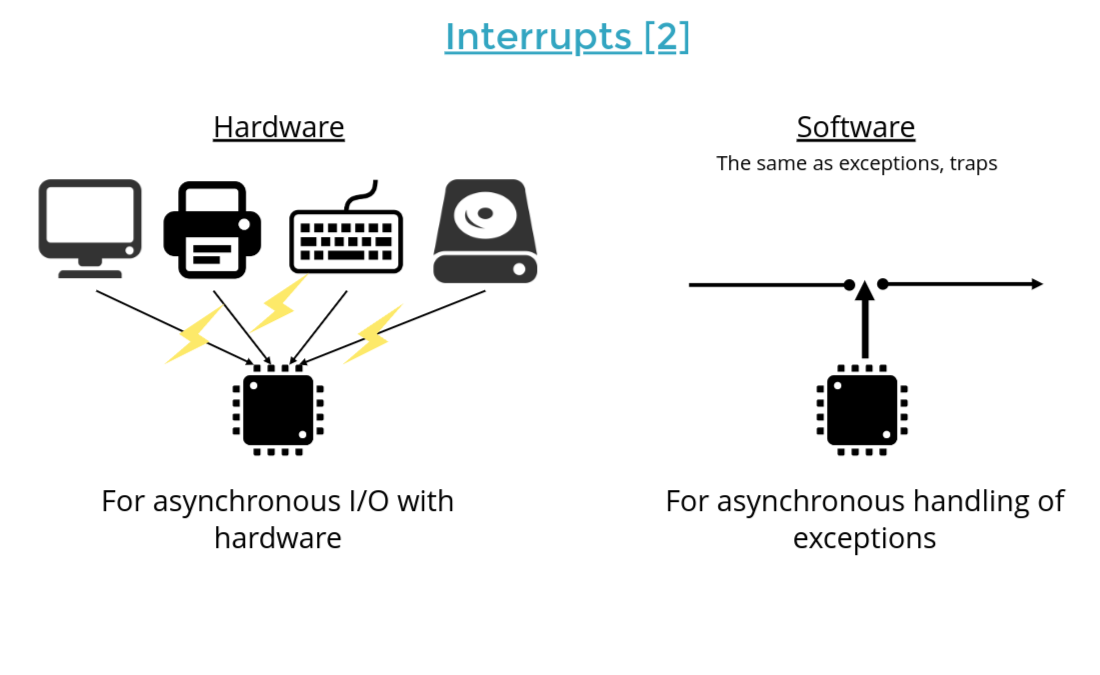 Interrupts [2]
Hardware
Software
The same as exceptions, traps
For asynchronous I/O with
hardware
For asynchronous handling of
exceptions